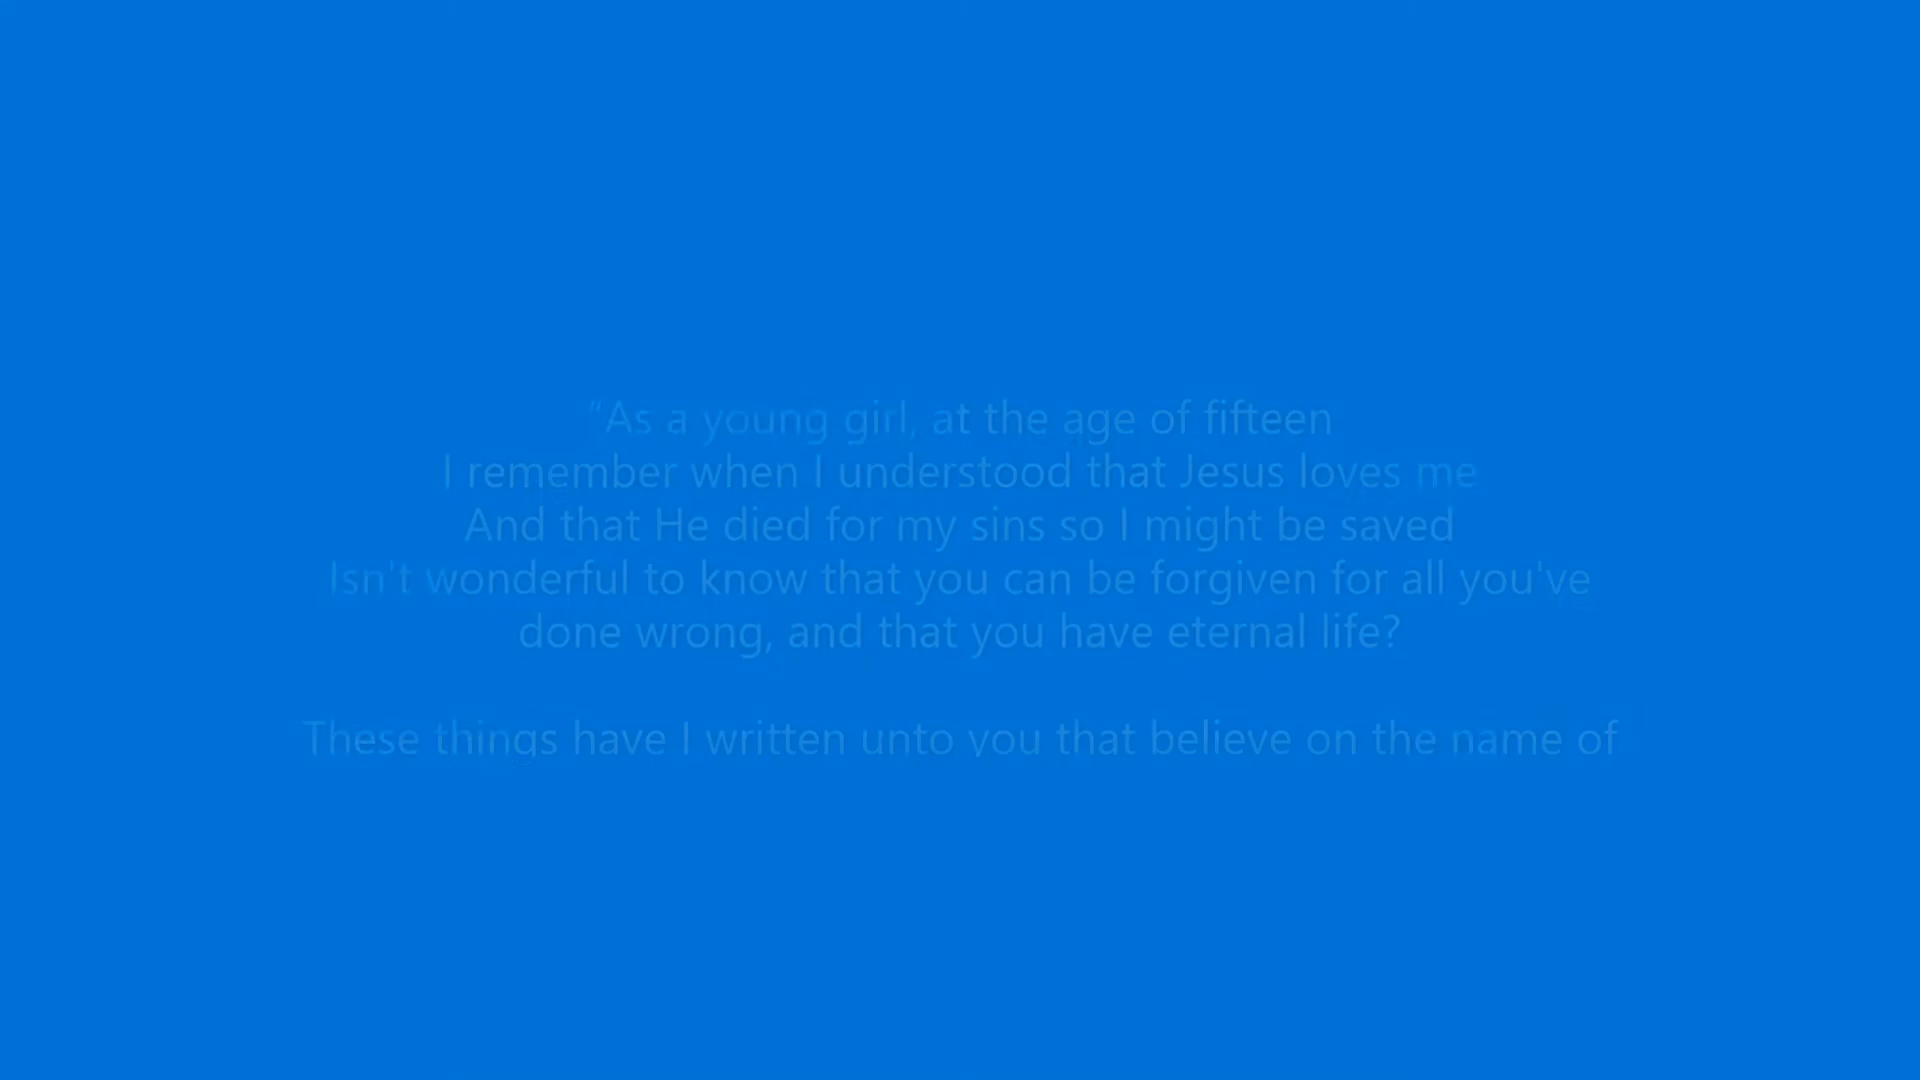 “As a young girl, at the age of fifteen
I remember when I understood that Jesus loves me
And that He died for my sins so I might be saved
Isn't wonderful to know that you can be forgiven for all you've
done wrong, and that you have eternal life?
These things have I written unto you that believe on the name of